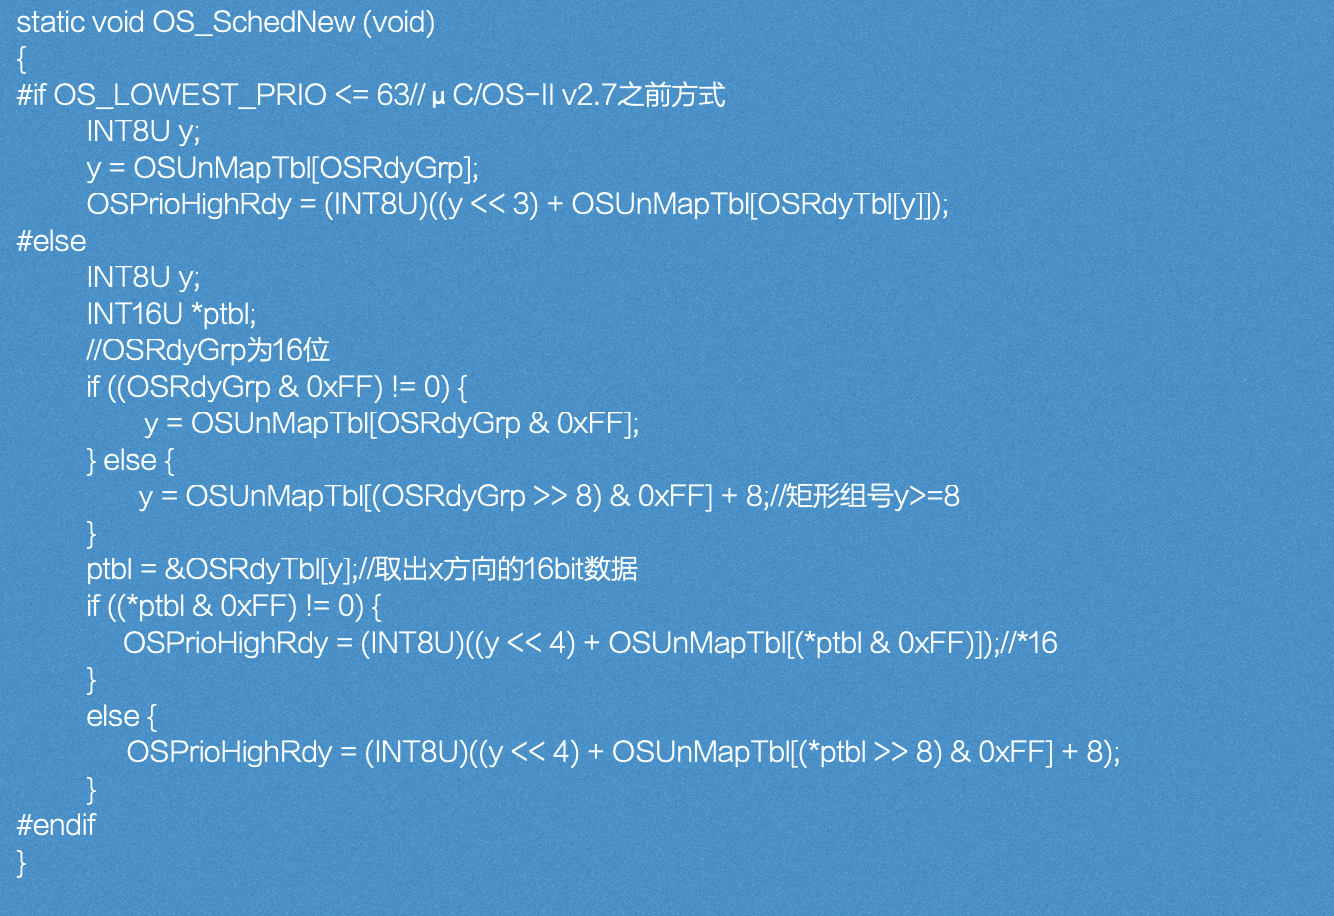 static void OS_SchedNew (void)
{
#if OS_LOWEST_PRIO <= 63//μC/OS-II v2.7之前方式
INT8U y;
y = OSUnMapTbl[OSRdyGrp];
OSPrioHighRdy = (INT8U)((y << 3) + OSUnMapTbl[OSRdyTbl[y]]);
#else
INT8U y;
INT16U *ptbl;
//OSRdyGrp为16位
if ((OSRdyGrp & 0xFF) != 0) {
y = OSUnMapTbl[OSRdyGrp & 0xFF];
} else {
y = OSUnMapTbl[(OSRdyGrp >> 8) & 0xFF] + 8;//矩形组号y>=8
}
ptbl = &OSRdyTbl[y];//取出x方向的16bit数据
if ((*ptbl & 0xFF) != 0) {
OSPrioHighRdy = (INT8U)((y << 4) + OSUnMapTbl[(*ptbl & 0xFF)]);//*16
}
else {
OSPrioHighRdy = (INT8U)((y << 4) + OSUnMapTbl[(*ptbl >> 8) & 0xFF] + 8);
}
#endif
}